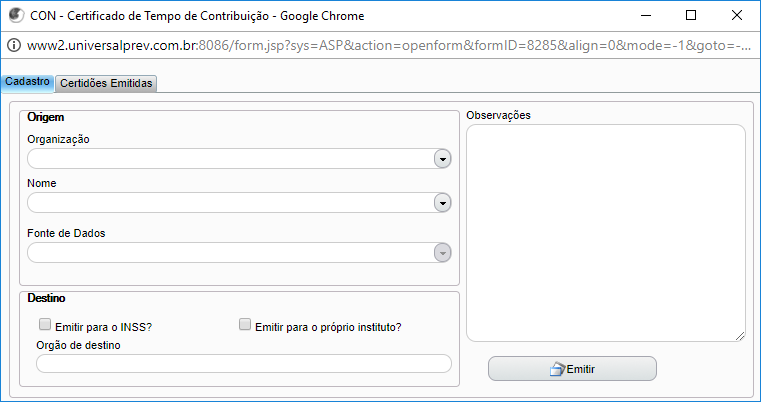 CON - Certificado de Tempo de Contribuição - Google Chrome
www2.universalprev.com.br:8086/form.jsp?sys=ASP&action=openform&formID=8285&align=0&mode=-1&goto=-...
Cadastro Certidões Emitidas
Origem
Organização
Nome
Fonte de Dados
Destino
Emitir para o INSS? Emitir para o próprio instituto?
Orgão de destino
Observações
Emitir